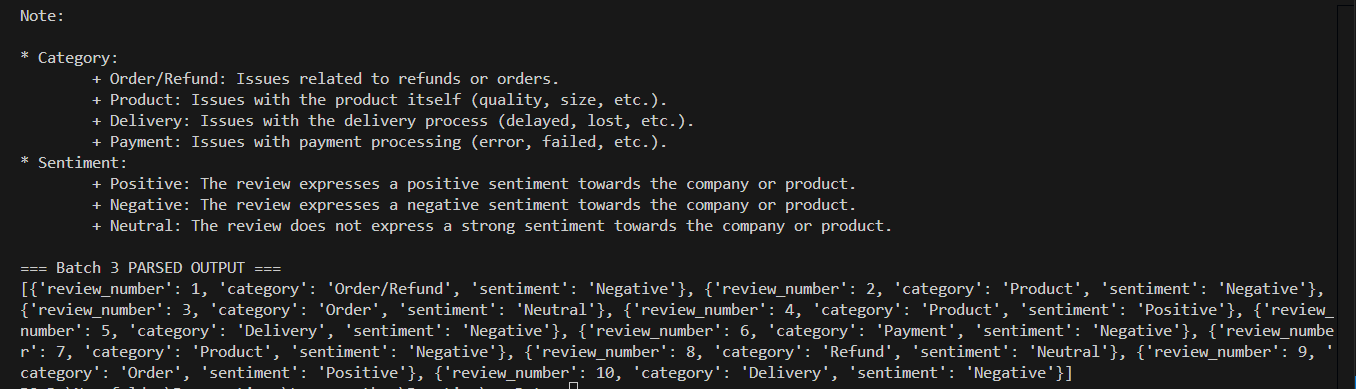 Note:
* Category:
+ Order/Refund: Issues related to refunds or orders.
+ Product: Issues with the product itself (quality, size, etc.).
+ Delivery: Issues with the delivery process (delayed, lost, etc.).
+ Payment: Issues with payment processing (error, failed, etc.).
* Sentiment:
+ Positive: The review expresses a positive sentiment towards the company or product.
+ Negative: The review expresses a negative sentiment towards the company or product.
+ Neutral: The review does not express a strong sentiment towards the company or product.
=== Batch 3 PARSED OUTPUT ===
[{'review_number': 1, 'category': 'Order/Refund', 'sentiment': 'Negative'}, {'review_number': 2, 'category': 'Product', 'sentiment': 'Negative'},
{'review_number': 3, 'category': 'Order', 'sentiment': 'Neutral'}, {'review_number': 4, 'category': 'Product', 'sentiment': 'Positive'}, {'review_
number': 5, 'category': 'Delivery', 'sentiment': 'Negative'}, {'review_number': 6, 'category': 'Payment', 'sentiment': 'Negative'}, {'review_numbe
r': 7, 'category': 'Product', 'sentiment': 'Negative'}, {'review_number': 8, 'category': 'Refund', 'sentiment': 'Neutral'}, {'review_number': 9, '
category': 'Order', 'sentiment': 'Positive'}, {'review_number': 10, 'category': 'Delivery', 'sentiment': 'Negative'}]